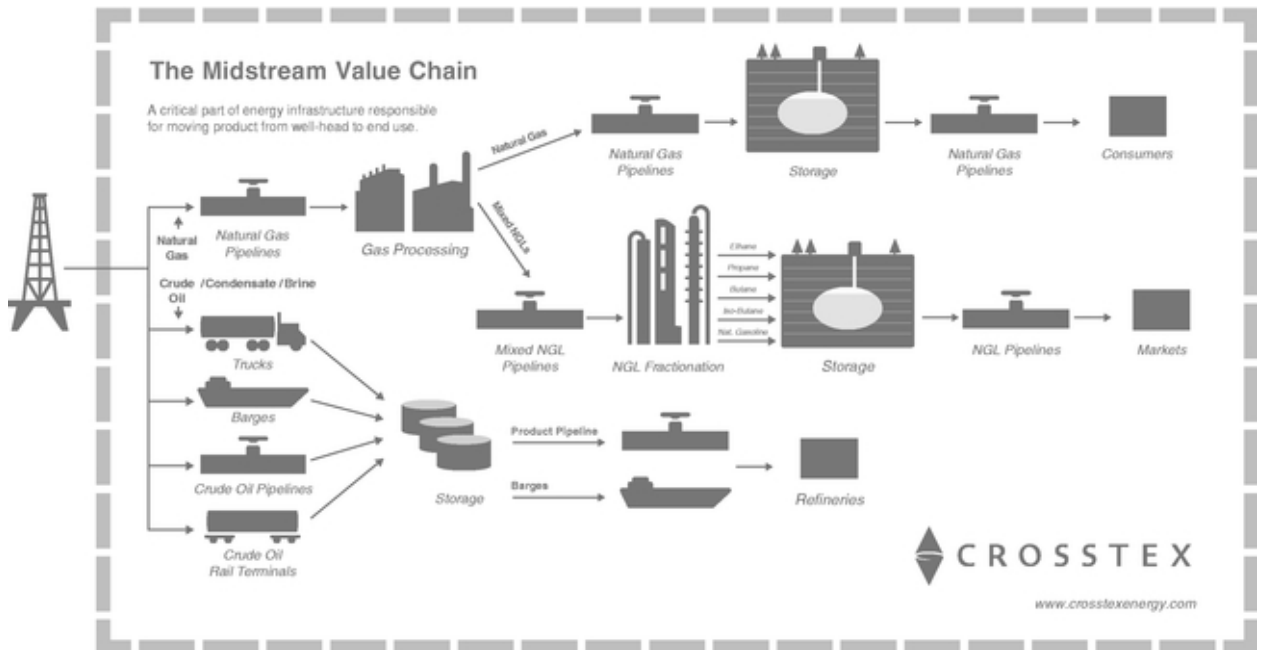 The Midstream Value Chain
A critical part of energy infrastructure responsible
for moving product from well-head to end use.
Natural Gas
Natural Gas
Pipelines
Storage
Natural Gas
Pipelines
Consumers
Natural
Gas
Natural Gas
Pipelines
Gas Processing
Mixed NGLs
Crude /Condensate /Brine
Oil
Mixed NGL
Pipelines
NGL Fractionation
Ethane
Propane
Butane
Iso-Butane
Nat. Gasoline
Storage
NGL Pipelines
Markets
Trucks
Barges
Crude Oil Pipelines
Crude Oil
Rail Terminals
Storage
Product Pipeline
Barges
Refineries
CROSSTEX
www.crosstexenergy.com